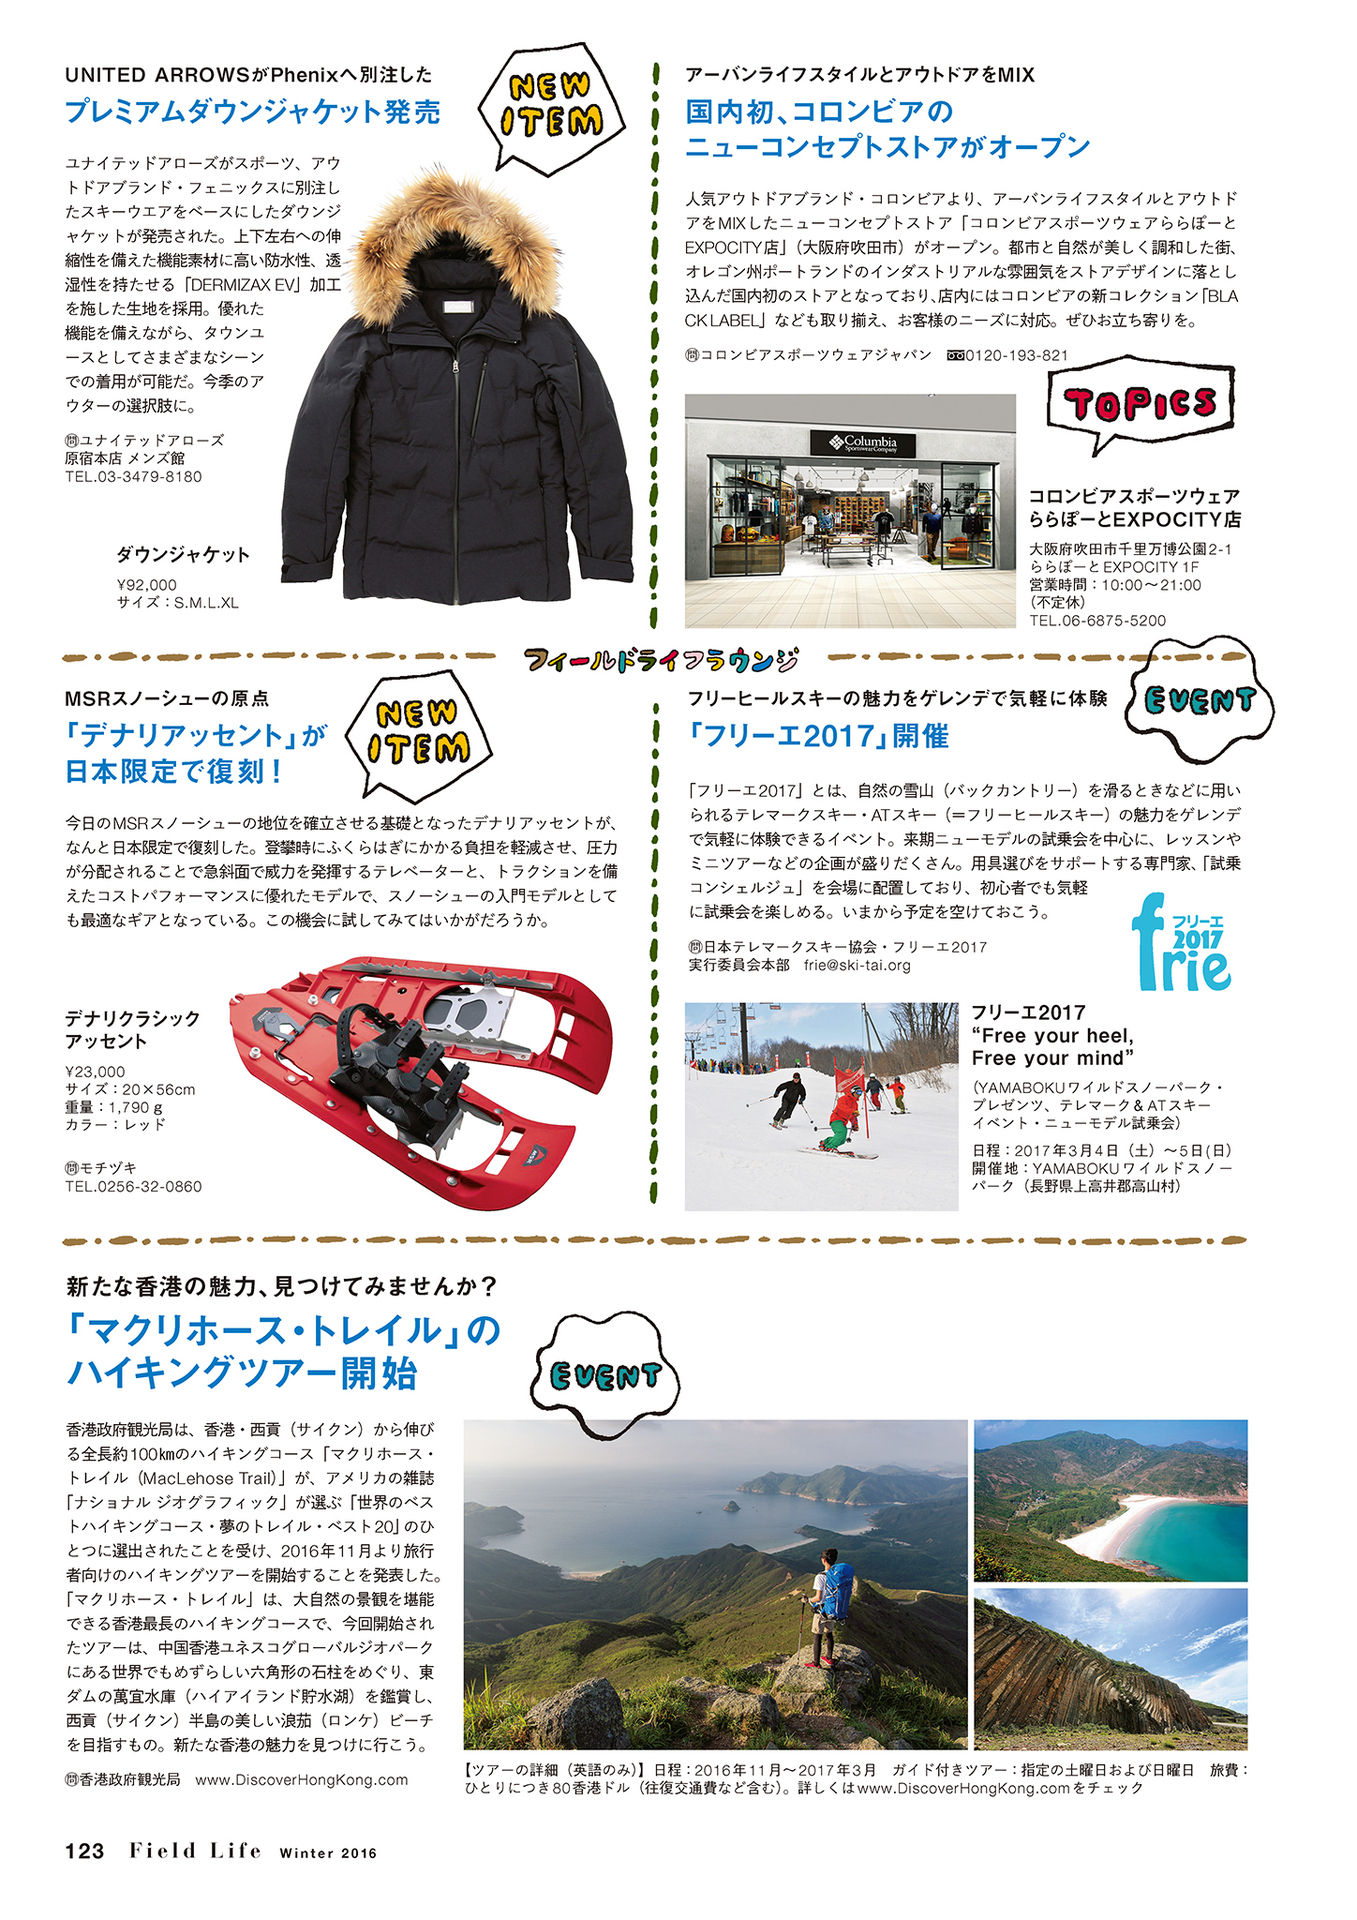 UNITED ARROWSがPhenixへ別注した
プレミアムダウンジャケット発売
NEW
ITEM
ユナイテッドアローズがスポーツ、アウ
トドアブランド・フェニックスに別注し
たスキーウエアをベースにしたダウンジ
ャケットが発売された。上下左右への伸
縮性を備えた機能素材に高い防水性、透
湿性を持たせる「DERMIZAX EV」加工
を施した生地を採用。優れた
機能を備えながら、タウンユ
ースとしてさまざまなシーン
での着用が可能だ。今季のア
ウターの選択肢に。
㉄ユナイテッドアローズ
原宿本店 メンズ館
TEL.03-3479-8180
ダウンジャケット
¥92,000
サイズ：S.M.L.XL
アーバンライフスタイルとアウトドアをMIX
国内初、コロンビアの
ニューコンセプトストアがオープン
人気アウトドアブランド・コロンビアより、アーバンライフスタイルとアウトド
アをMIXしたニューコンセプトストア「コロンビアスポーツウェアららぽーと
EXPOCITY店」（大阪府吹田市）がオープン。都市と自然が美しく調和した街、
オレゴン州ポートランドのインダストリアルな雰囲気をストアデザインに落とし
込んだ国内初のストアとなっており、店内にはコロンビアの新コレクション「BLA
CK LABEL」なども取り揃え、お客様のニーズに対応。ぜひお立ち寄りを。
㉄コロンビアスポーツウェアジャパン 0120-193-821
TOPICS
Columbia
Sportswear Company
コロンビアスポーツウェア
ららぽーとEXPOCITY店
大阪府吹田市千里万博公園2-1
ららぽーとEXPOCITY 1F
営業時間：10:00〜21:00
（不定休）
TEL.06-6875-5200
フィールドライフラウンジ
MSRスノーシューの原点
「デナリアッセント」が
日本限定で復刻！
NEW
ITEM
今日のMSRスノーシューの地位を確立させる基礎となったデナリアッセントが、
なんと日本限定で復刻した。登攀時にふくらはぎにかかる負担を軽減させ、圧力
が分配されることで急斜面で威力を発揮するテレベーターと、トラクションを備
えたコストパフォーマンスに優れたモデルで、スノーシューの入門モデルとして
も最適なギアとなっている。この機会に試してみてはいかがだろうか。
デナリクラシック
アッセント
¥23,000
サイズ：20×56cm
重量：1,790ｇ
カラー：レッド
㉄モチヅキ
TEL.0256-32-0860
MSR
フリーヒールスキーの魅力をゲレンデで気軽に体験
「フリーエ2017」開催
EVENT
「フリーエ2017」とは、自然の雪山（バックカントリー）を滑るときなどに用い
られるテレマークスキー・ATスキー（＝フリーヒールスキー）の魅力をゲレンデ
で気軽に体験できるイベント。来期ニューモデルの試乗会を中心に、レッスンや
ミニツアーなどの企画が盛りだくさん。用具選びをサポートする専門家、「試乗
コンシェルジュ」を会場に配置しており、初心者でも気軽
に試乗会を楽しめる。いまから予定を空けておこう。
㉄日本テレマークスキー協会・フリーエ2017
実行委員会本部 frie@ski-tai.org
フリーエ
2017
frie
フリーエ2017
“Free your heel,
Free your mind”
（YAMABOKUワイルドスノーパーク・
プレゼンツ、テレマーク＆ATスキー
イベント・ニューモデル試乗会）
日程：2017年3月4日（土）〜5日(日)
開催地：YAMABOKUワイルドスノー
パーク（長野県上高井郡高山村）
新たな香港の魅力、見つけてみませんか？
「マクリホース・トレイル」の
ハイキングツアー開始
EVENT
香港政府観光局は、香港・西貢（サイクン）から伸び
る全長約100㎞のハイキングコース「マクリホース・
トレイル（MacLehose Trail）」が、アメリカの雑誌
「ナショナル ジオグラフィック」が選ぶ「世界のベス
トハイキングコース・夢のトレイル・ベスト20」のひ
とつに選出されたことを受け、2016年11月より旅行
者向けのハイキングツアーを開始することを発表した。
「マクリホース・トレイル」は、大自然の景観を堪能
できる香港最長のハイキングコースで、今回開始され
たツアーは、中国香港ユネスコグローバルジオパーク
にある世界でもめずらしい六角形の石柱をめぐり、東
ダムの萬宜水庫（ハイアイランド貯水湖）を鑑賞し、
西貢（サイクン）半島の美しい浪茄（ロンケ）ビーチ
を目指すもの。新たな香港の魅力を見つけに行こう。
㉄香港政府観光局 www.DiscoverHongKong.com
【ツアーの詳細（英語のみ）】日程：2016年11月〜2017年3月 ガイド付きツアー：指定の土曜日および日曜日 旅費：
ひとりにつき80香港ドル（往復交通費など含む）。詳しくはwww.DiscoverHongKong.comをチェック
123 Field Life Winter 2016